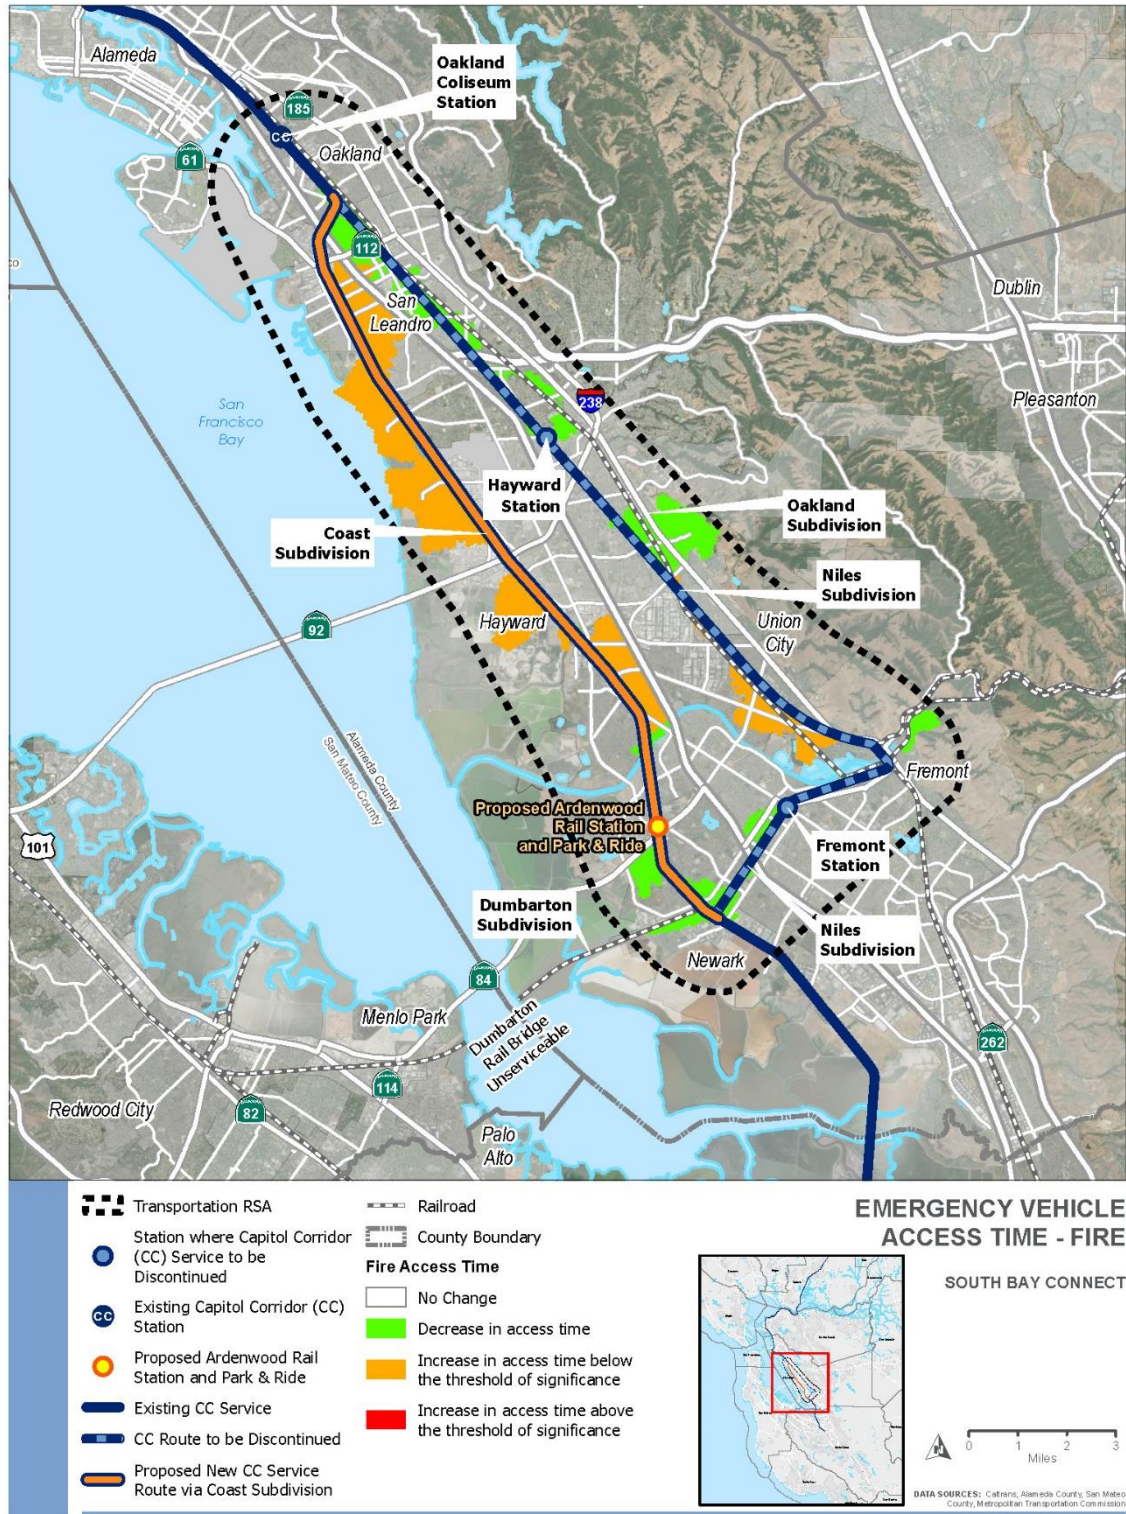 Alameda
Oakland
Coliseum
Station
185
61
Oakland
CC
112
San
Leandro
Dublin
238
Pleasanton
San
Francisco
Bay
Hayward
Station
Oakland
Subdivision
Coast
Subdivision
Niles
Subdivision
92
Hayward
Union
City
Alameda County
San Mateo County
Fremont
101
Proposed Ardenwood
Rail Station
and Park & Ride
Fremont
Station
Dumbarton
Subdivision
Niles
Subdivision
Newark
84
Menlo Park
Dumbarton
Rail Bridge
Unserviceable
262
114
Redwood City
82
Palo
Alto
Transportation RSA
Station where Capitol Corridor
(CC) Service to be
Discontinued
CC
Existing Capitol Corridor (CC)
Station
Proposed Ardenwood Rail
Station and Park & Ride
Existing CC Service
CC Route to be Discontinued
Proposed New CC Service
Route via Coast Subdivision
Railroad
County Boundary
Fire Access Time
No Change
Decrease in access time
Increase in access time below
the threshold of significance
Increase in access time above
the threshold of significance
EMERGENCY VEHICLE
ACCESS TIME - FIRE
SOUTH BAY CONNECT
0 1 2 3
Miles
DATA SOURCES: Caltrans, Alameda County, San Mateo
County, Metropolitan Transportation Commission